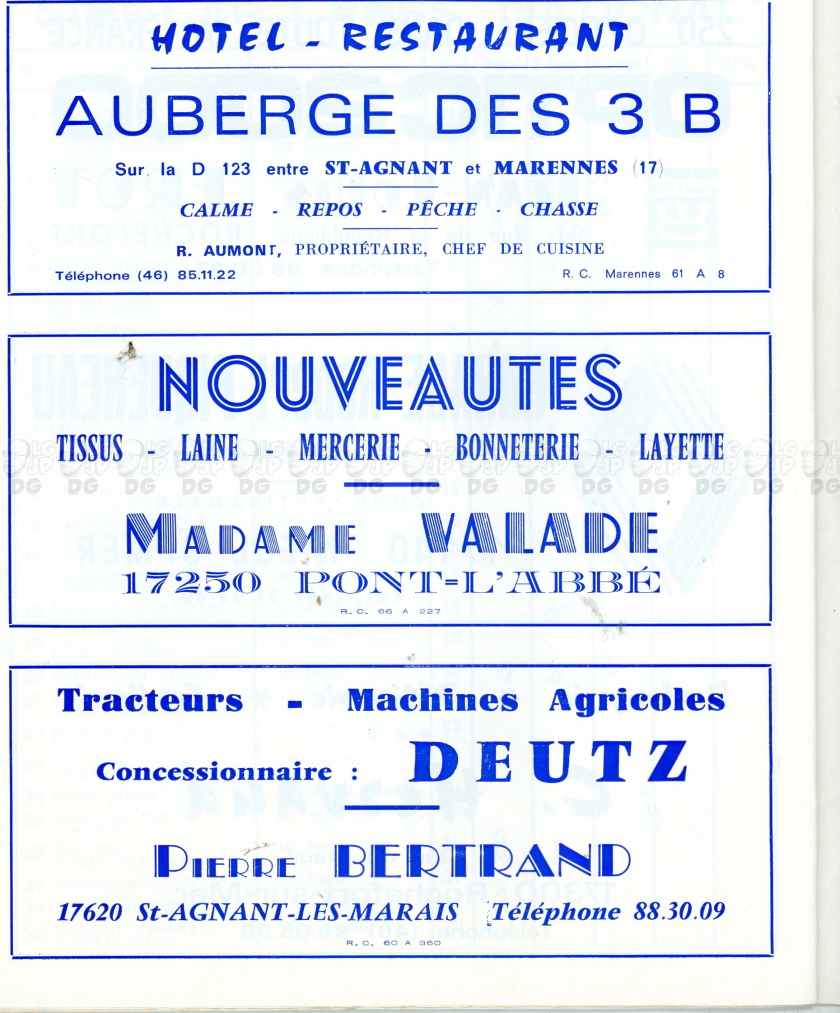 HOTEL - RESTAURANT
AUBERGE DES 3 B
Sur la D 123 entre ST-AGNANT et MARENNES (17)
CALME - REPOS - PÊCHE - CHASSE
R. AUMONT, PROPRIÉTAIRE, CHEF DE CUISINE
Téléphone (46) 85.11.22 R. C. Marennes 61 A 8
NOUVEAUTES
TISSUS - LAINE - MERCERIE - BONNETERIE - LAYETTE
MADAME VALADE
17250 PONT-L'ABBÉ
R. C. 66 A 227
Tracteurs - Machines Agricoles
Concessionnaire : DEUTZ
PIERRE BERTRAND
17620 St-AGNANT-LES-MARAIS Téléphone 88.30.09
R. C. 60 A 360